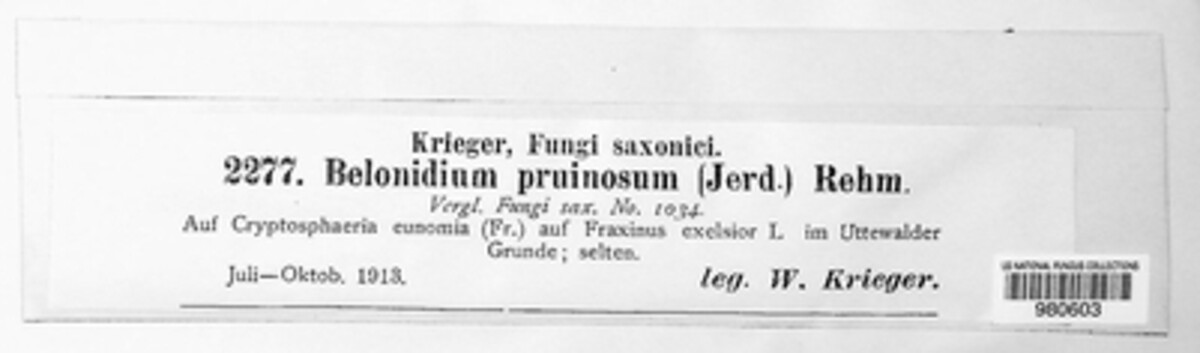 Krieger, Fungi saxonici.
2277. Belonidium pruinosum (Jerd.) Rehm.
Vergl. Fungi sax. No. 1034.
Auf Cryptosphaeria eunomia (Fr.) auf Fraxinus exelsior L im Uttewalder
Grunde; selten.
Juli—Oktob. 1913.
leg. W. Krieger.
US NATIONAL FUNGUS COLLECTIONS
980603